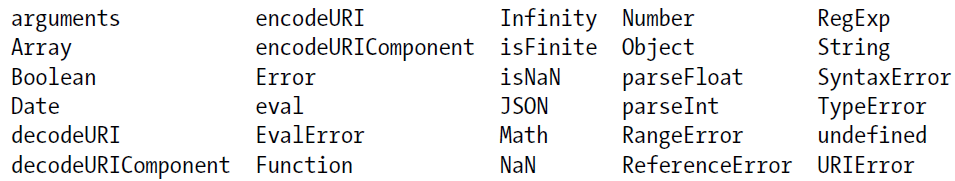 arguments encodeURI Infinity Number RegExp
Array encodeURIComponent isFinite Object String
Boolean Error isNaN parseFloat SyntaxError
Date eval JSON parseInt TypeError
decodeURI EvalError Math RangeError undefined
decodeURIComponent Function NaN ReferenceError URIError